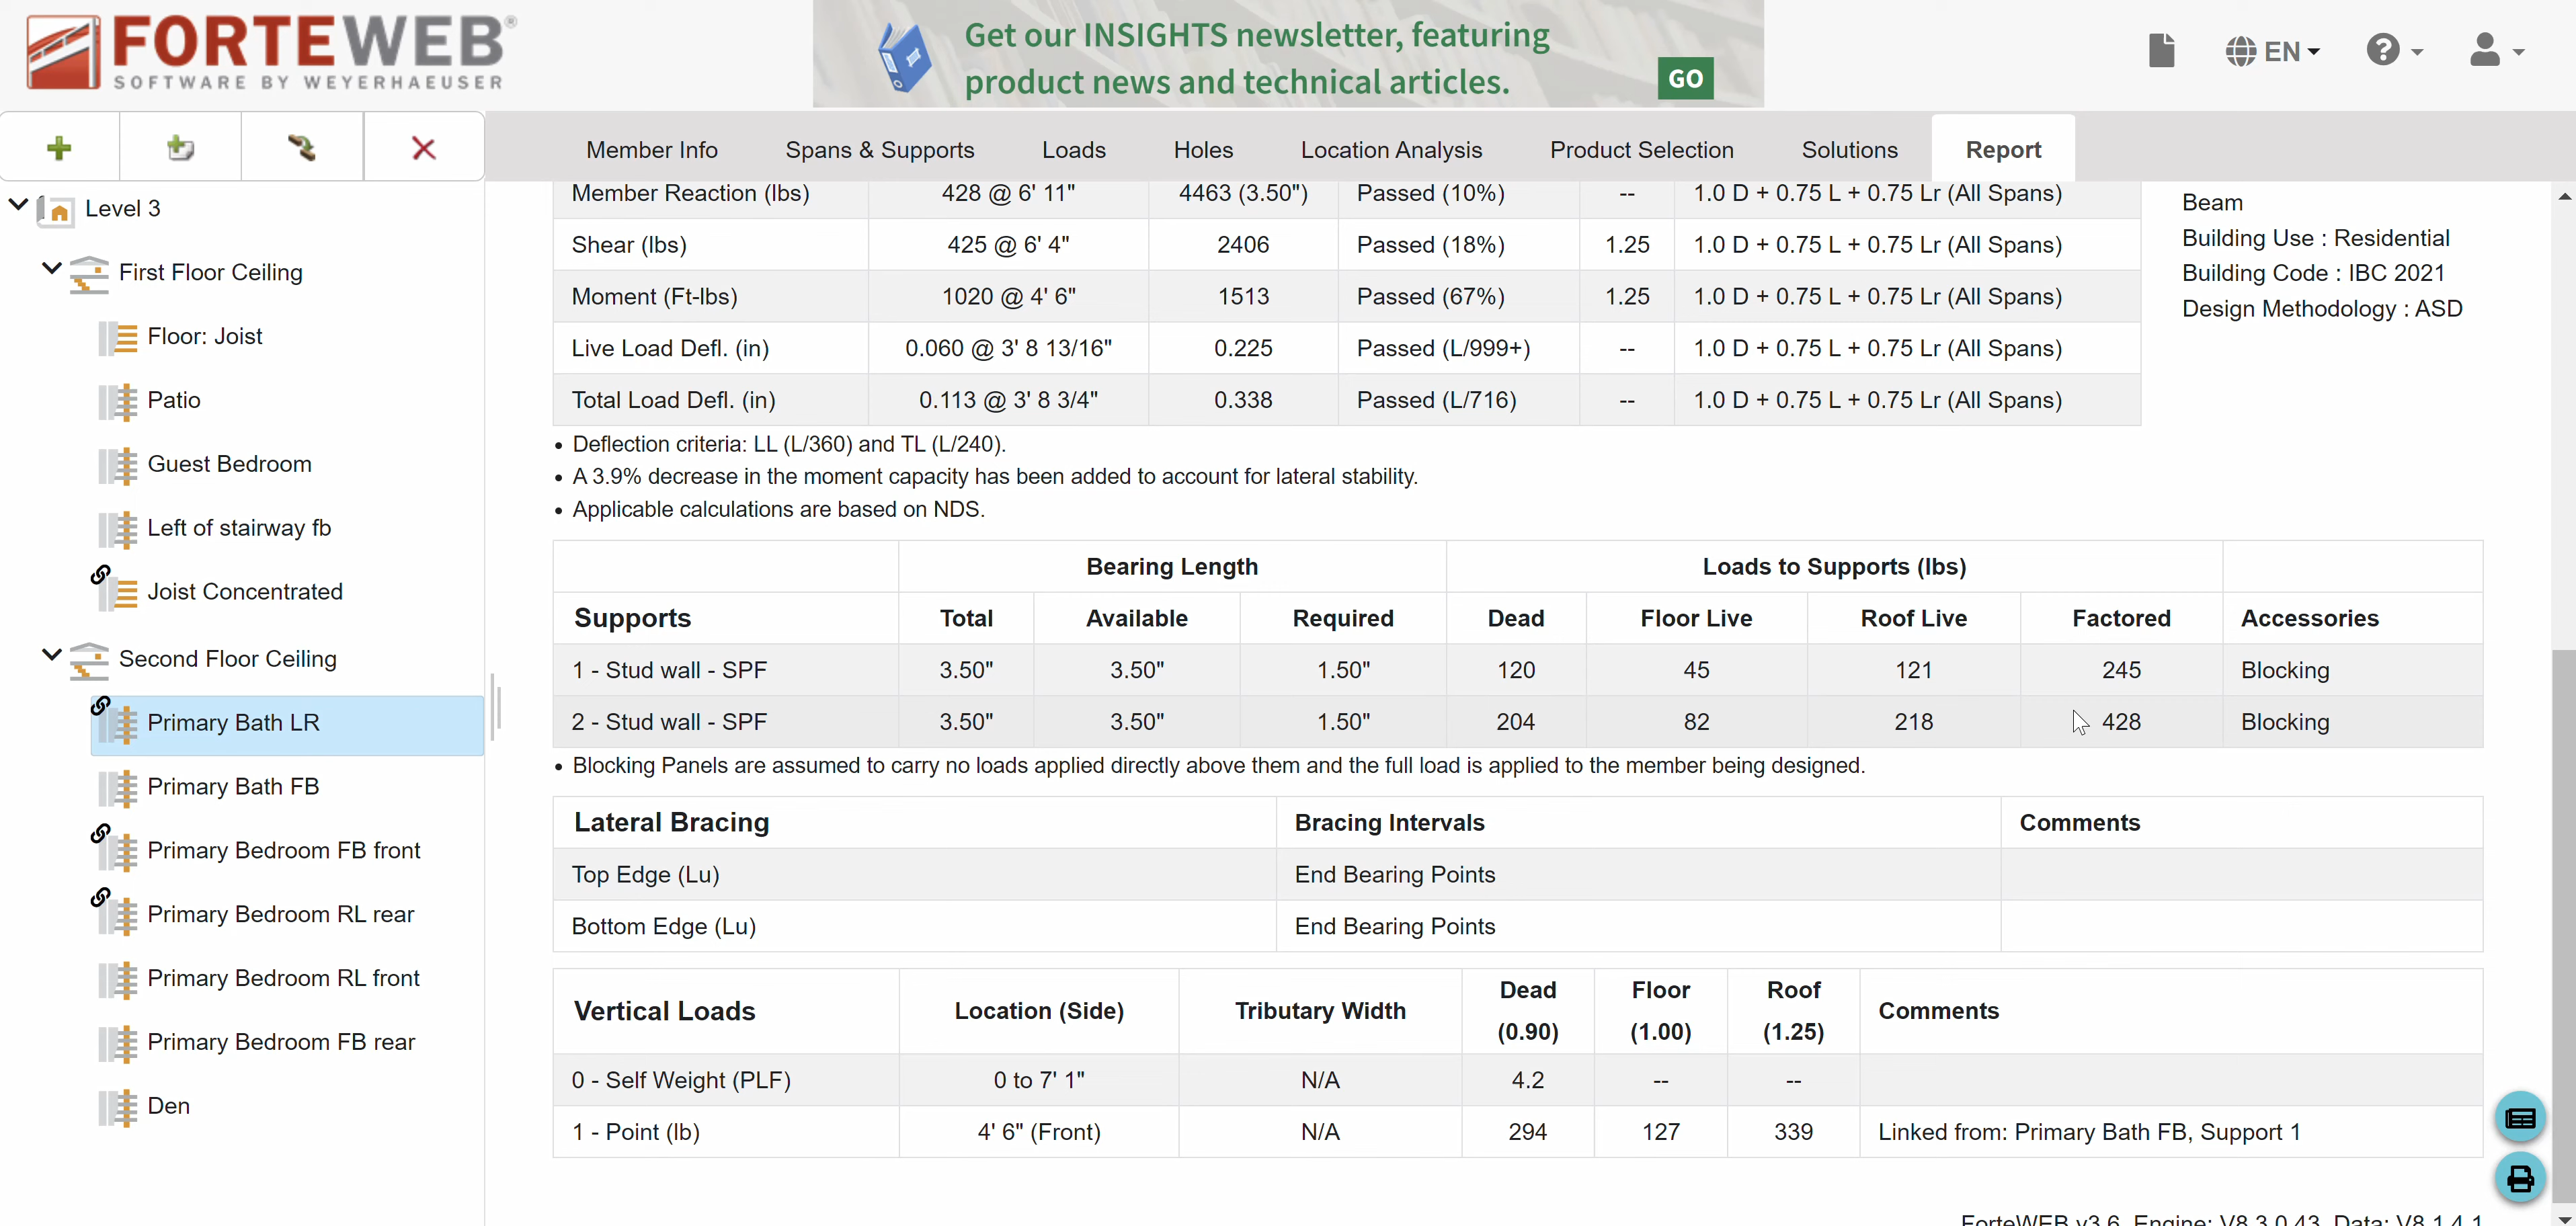 FORTEWEB®
SOFTWARE BY WEYERHAEUSER
Get our INSIGHTS newsletter, featuring
product news and technical articles.
GO
EN
Member Info Spans & Supports Loads Holes Location Analysis Product Selection Solutions Report
Level 3
First Floor Ceiling
Floor: Joist
Patio
Guest Bedroom
Left of stairway fb
Joist Concentrated
Second Floor Ceiling
Primary Bath LR
Primary Bath FB
Primary Bedroom FB front
Primary Bedroom RL rear
Primary Bedroom RL front
Primary Bedroom FB rear
Den
Member Reaction (lbs) 428 @ 6' 11" 4463 (3.50") Passed (10%) -- 1.0 D + 0.75 L + 0.75 Lr (All Spans)
Shear (lbs) 425 @ 6' 4" 2406 Passed (18%) 1.25 1.0 D + 0.75 L + 0.75 Lr (All Spans)
Moment (Ft-lbs) 1020 @ 4' 6" 1513 Passed (67%) 1.25 1.0 D + 0.75 L + 0.75 Lr (All Spans)
Live Load Defl. (in) 0.060 @ 3' 8 13/16" 0.225 Passed (L/999+) -- 1.0 D + 0.75 L + 0.75 Lr (All Spans)
Total Load Defl. (in) 0.113 @ 3' 8 3/4" 0.338 Passed (L/716) -- 1.0 D + 0.75 L + 0.75 Lr (All Spans)
Beam
Building Use : Residential
Building Code : IBC 2021
Design Methodology : ASD
• Deflection criteria: LL (L/360) and TL (L/240).
• A 3.9% decrease in the moment capacity has been added to account for lateral stability.
• Applicable calculations are based on NDS.
Bearing Length Loads to Supports (lbs)
Supports Total Available Required Dead Floor Live Roof Live Factored Accessories
1 - Stud wall - SPF 3.50" 3.50" 1.50" 120 45 121 245 Blocking
2 - Stud wall - SPF 3.50" 3.50" 1.50" 204 82 218 428 Blocking
• Blocking Panels are assumed to carry no loads applied directly above them and the full load is applied to the member being designed.
Lateral Bracing Bracing Intervals Comments
Top Edge (Lu) End Bearing Points
Bottom Edge (Lu) End Bearing Points
Vertical Loads Location (Side) Tributary Width Dead (0.90) Floor (1.00) Roof (1.25) Comments
0 - Self Weight (PLF) 0 to 7' 1" N/A 4.2 -- --
1 - Point (lb) 4' 6" (Front) N/A 294 127 339 Linked from: Primary Bath FB, Support 1
ForteWEB v3.6, Engine: V8.3.0.43, Data: V8.1.4.1